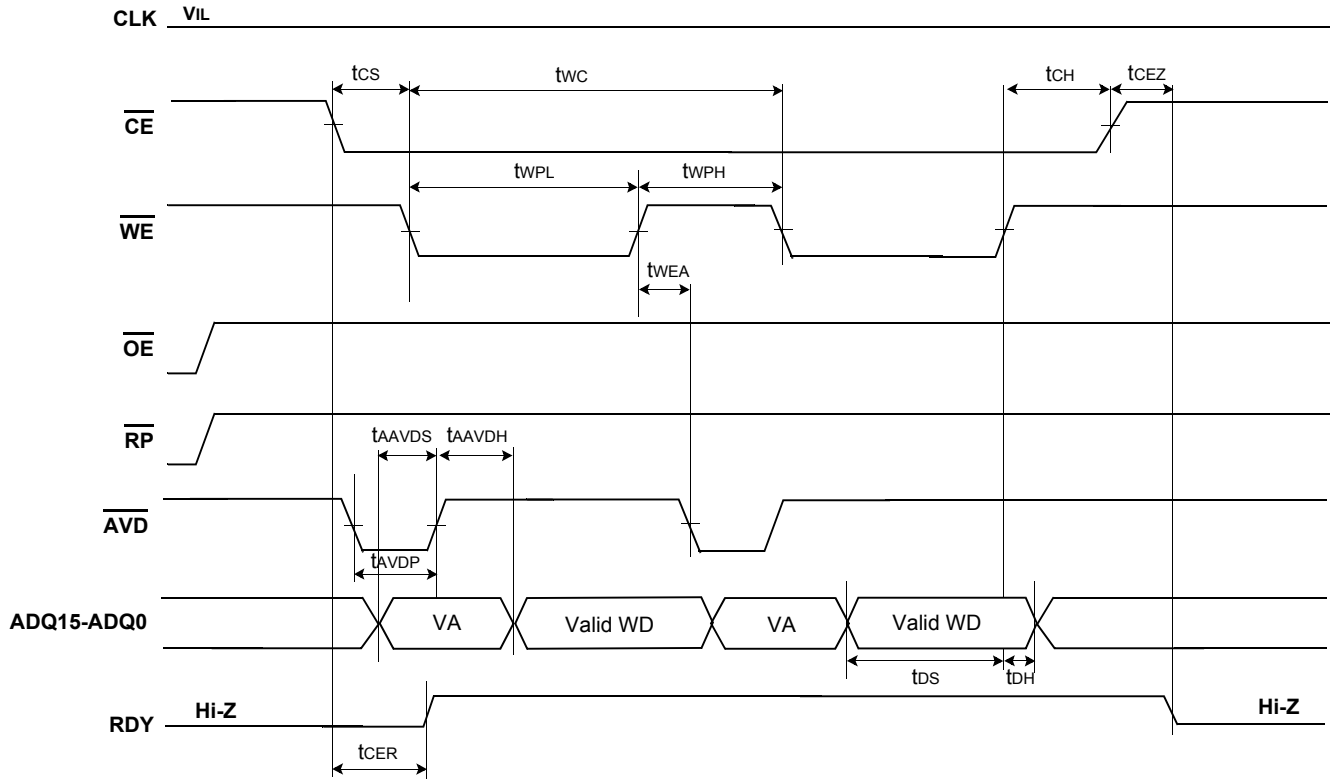 CLK VIL
tCS tWC tCH tCEZ
CE
tWPL tWPH
WE
tWEA
OE
RP
tAAVDS tAAVDH
AVD
tAVDP
ADQ15-ADQ0 VA Valid WD VA Valid WD
tDS tDH
RDY Hi-Z Hi-Z
tCER